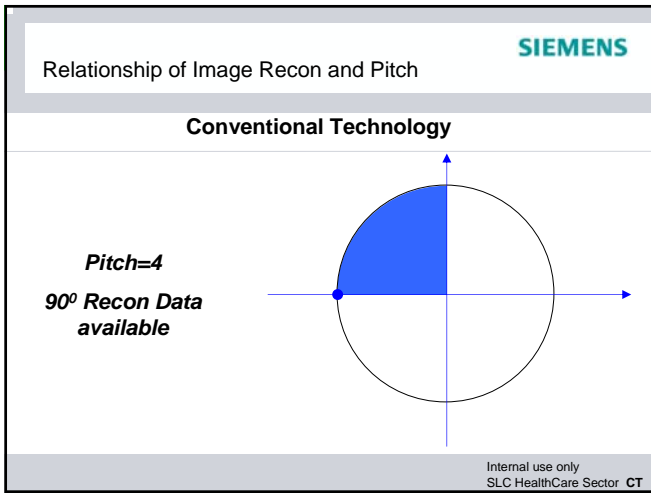 SIEMENS
Relationship of Image Recon and Pitch
Conventional Technology
Pitch=4
90⁰ Recon Data
available
Internal use only
SLC HealthCare Sector CT